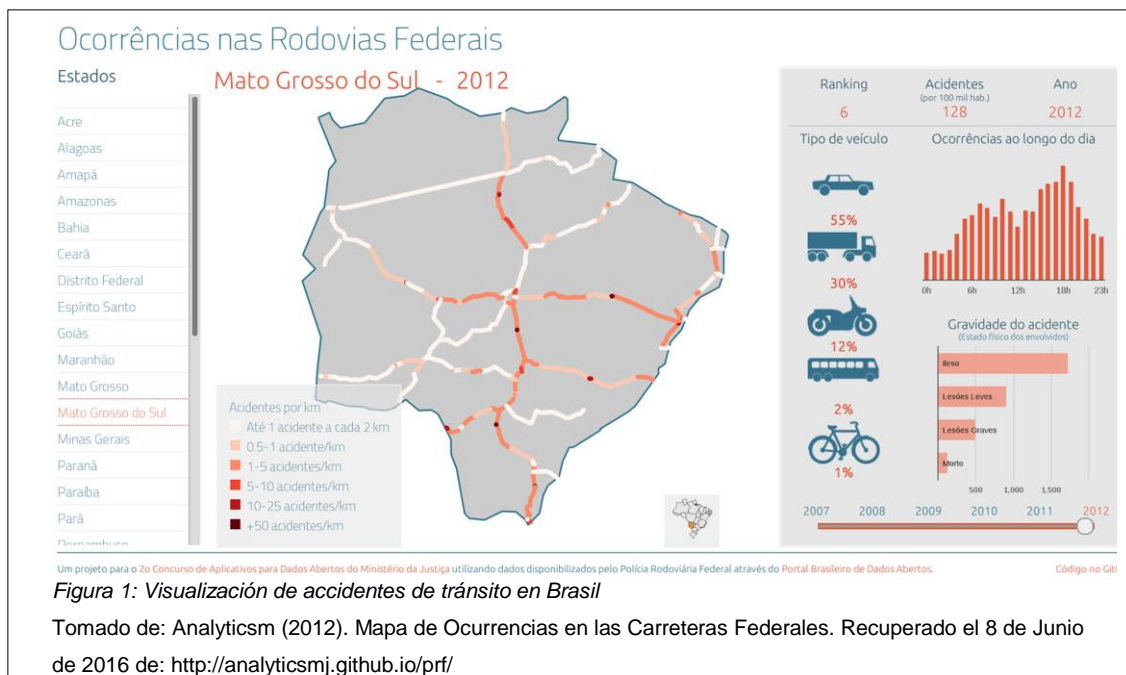 Ocorrências nas Rodovias Federais
Estados
Acre
Alagoas
Amapá
Amazonas
Bahia
Ceará
Distrito Federal
Espírito Santo
Goiás
Maranhão
Mato Grosso
Mato Grosso do Sul
Minas Gerais
Paraná
Paraíba
Pará
Pernambuco
Mato Grosso do Sul - 2012
Acidentes por km
Até 1 acidente a cada 2 km
0.5-1 acidente/km
1-5 acidentes/km
5-10 acidentes/km
10-25 acidentes/km
+50 acidentes/km
Ranking
6
Acidentes
(por 100 mil hab.)
128
Ano
2012
Tipo de veículo
55%
30%
12%
2%
1%
Ocorrências ao longo do dia
0h 6h 12h 18h 23h
Gravidade do acidente
(Estado físico dos envolvidos)
Ileso
Lesões Leves
Lesões Graves
Morto
500 1,000 1,500
2007 2008 2009 2010 2011 2012
Um projeto para o 2o Concurso de Aplicativos para Dados Abertos do Ministério da Justiça utilizando dados disponibilizados pelo Polícia Rodoviária Federal através do Portal Brasileiro de Dados Abertos. Código no Git
Figura 1: Visualização de accidentes de tránsito en Brasil
Tomado de: Analyticsm (2012). Mapa de Ocurrencias en las Carreteras Federales. Recuperado el 8 de Junio
de 2016 de: http://analyticsmj.github.io/prf/